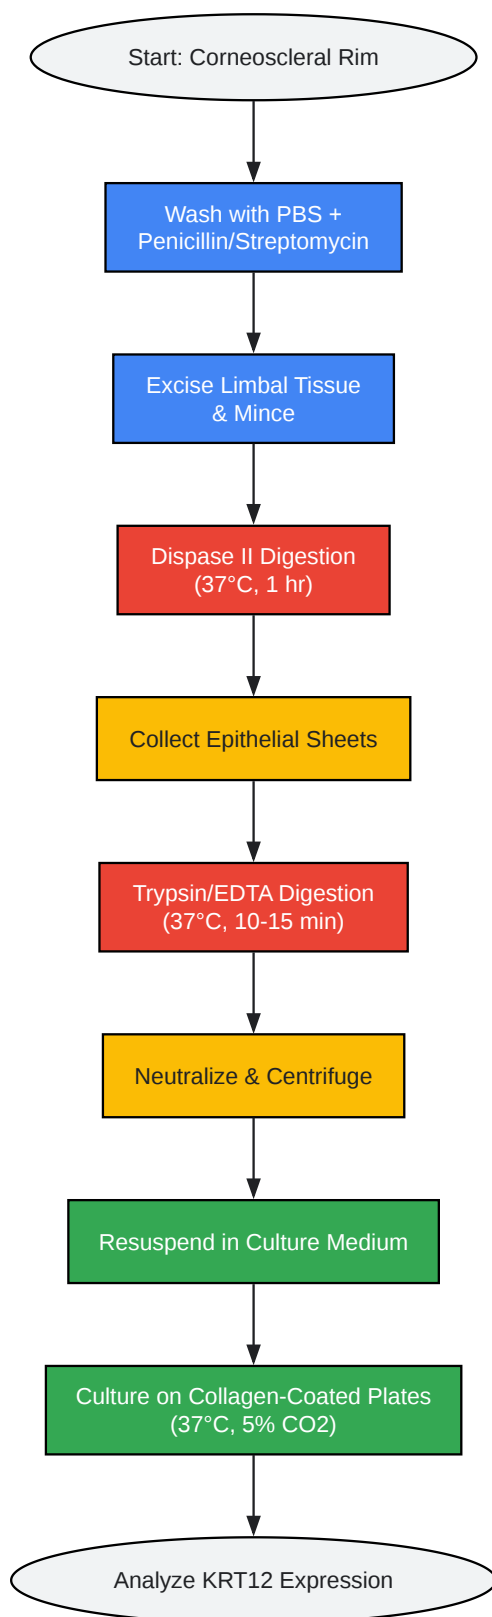 Start: Corneoscleral Rim
Wash with PBS +
Penicillin/Streptomycin
Excise Limbal Tissue
& Mince
Dispase II Digestion
(37°C, 1 hr)
Collect Epithelial Sheets
Trypsin/EDTA Digestion
(37°C, 10-15 min)
Neutralize & Centrifuge
Resuspend in Culture Medium
Culture on Collagen-Coated Plates
(37°C, 5% CO2)
Analyze KRT12 Expression